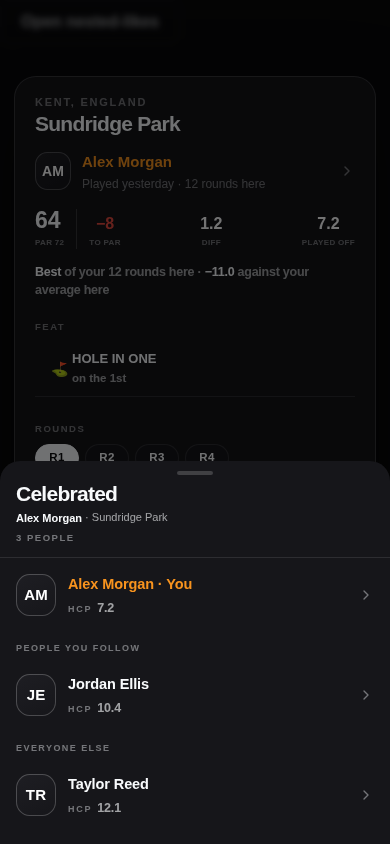 Open nested likes
KENT, ENGLAND
Sundridge Park
AM
Alex Morgan
Played yesterday · 12 rounds here
64
PAR 72
−8
TO PAR
1.2
DIFF
7.2
PLAYED OFF
Best of your 12 rounds here · −11.0 against your
average here
FEAT
HOLE IN ONE
on the 1st
ROUNDS
R1 R2 R3 R4
Celebrated
Alex Morgan · Sundridge Park
3 PEOPLE
AM
Alex Morgan · You
HCP 7.2
PEOPLE YOU FOLLOW
JE
Jordan Ellis
HCP 10.4
EVERYONE ELSE
TR
Taylor Reed
HCP 12.1